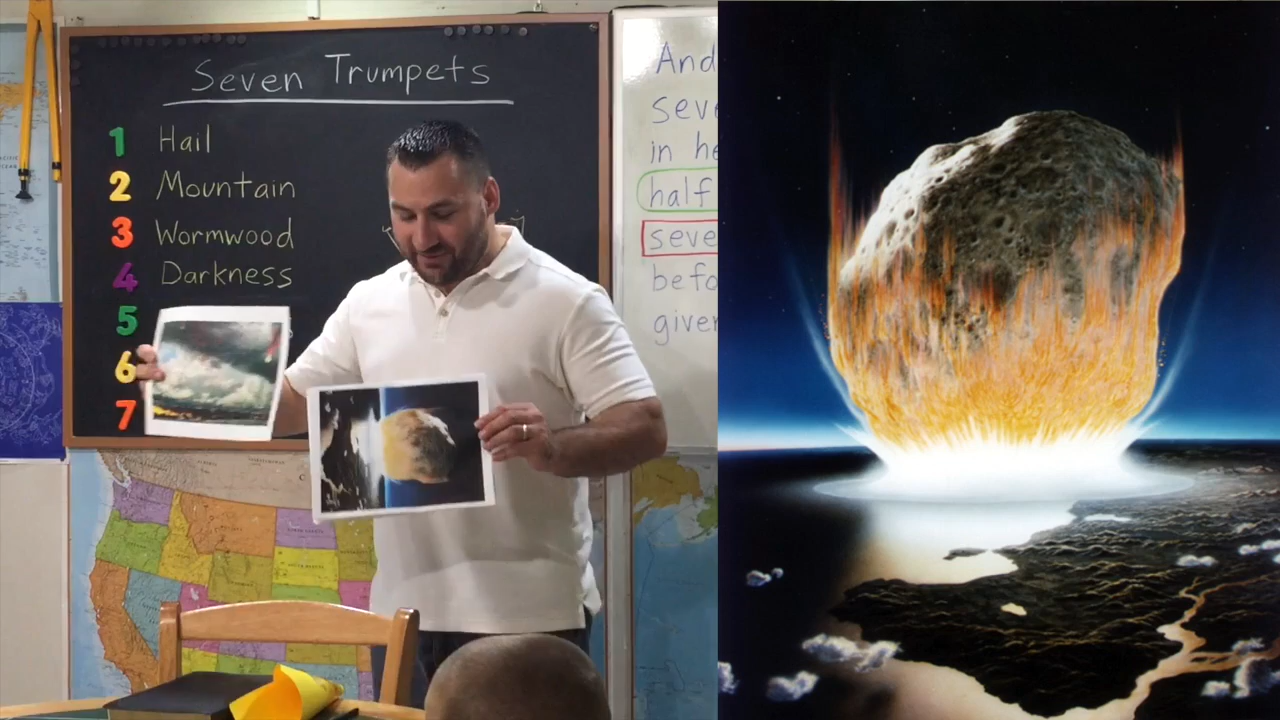 Seven Trumpets
1 Hail
2 Mountain
3 Wormwood
4 Darkness
5
6
7
And
seve
in he
half
seve
befo
given